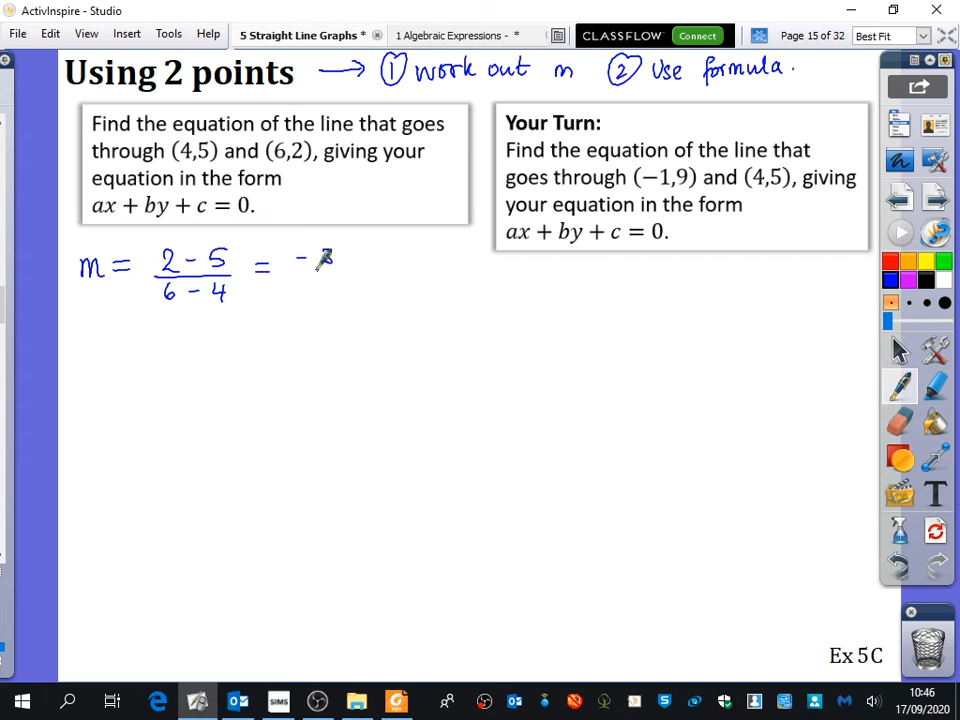 ActivInspire - Studio
File Edit View Insert Tools Help
5 Straight Line Graphs *
1 Algebraic Expressions - *
CLASSFLOW Connect
Page 15 of 32
Best Fit
Using 2 points → ① work out m ② Use formula.
Find the equation of the line that goes
through (4,5) and (6,2), giving your
equation in the form
𝑎𝑥 + 𝑏𝑦 + 𝑐 = 0.
Your Turn:
Find the equation of the line that
goes through (−1,9) and (4,5), giving
your equation in the form
𝑎𝑥 + 𝑏𝑦 + 𝑐 = 0.
m = 2 - 5 = -
6 - 4
Ex 5C
SIMS
10:46
17/09/2020